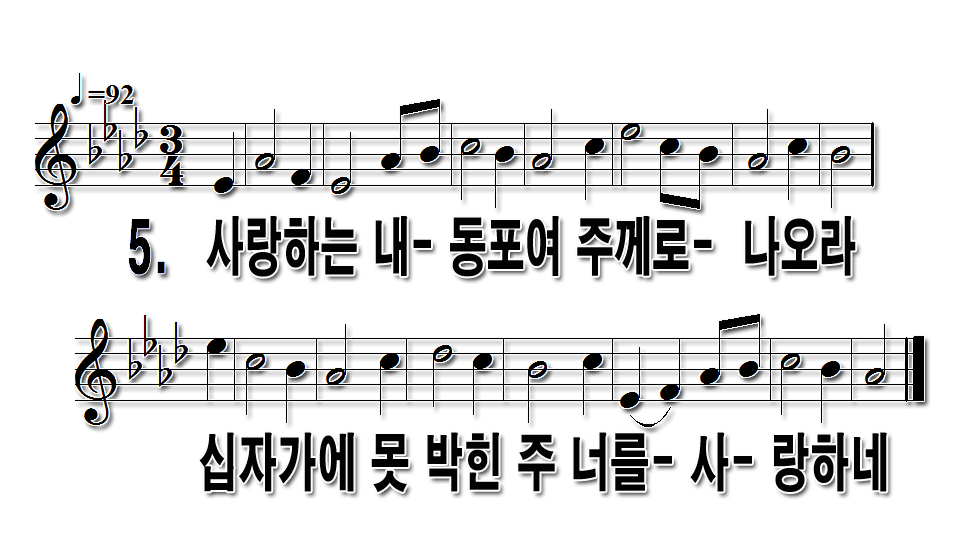 ♩=92
3/4
5. 사랑하는 내- 동포여 주께로- 나오라
십자가에 못 박힌 주 너를- 사- 랑하네